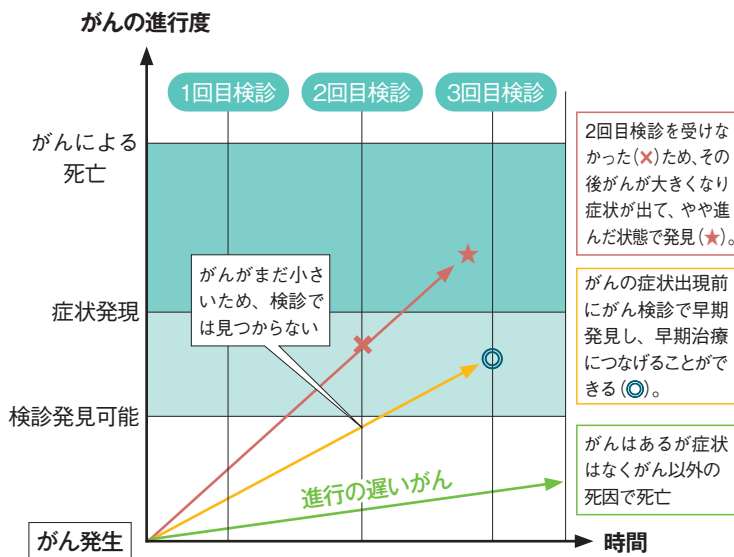 がんの進行度
1回目検診
2回目検診
3回目検診
がんによる
死亡
症状発現
検診発見可能
がん発生
時間
がんがまだ小さ
いため、検診で
は見つからない
進行の遅いがん
2回目検診を受けな
かった(×)ため、その
後がんが大きくなり
症状が出て、やや進
んだ状態で発見(★)。
がんの症状出現前
にがん検診で早期
発見し、早期治療
につなげることがで
きる(◎)。
がんはあるが症状
はなくがん以外の
死因で死亡